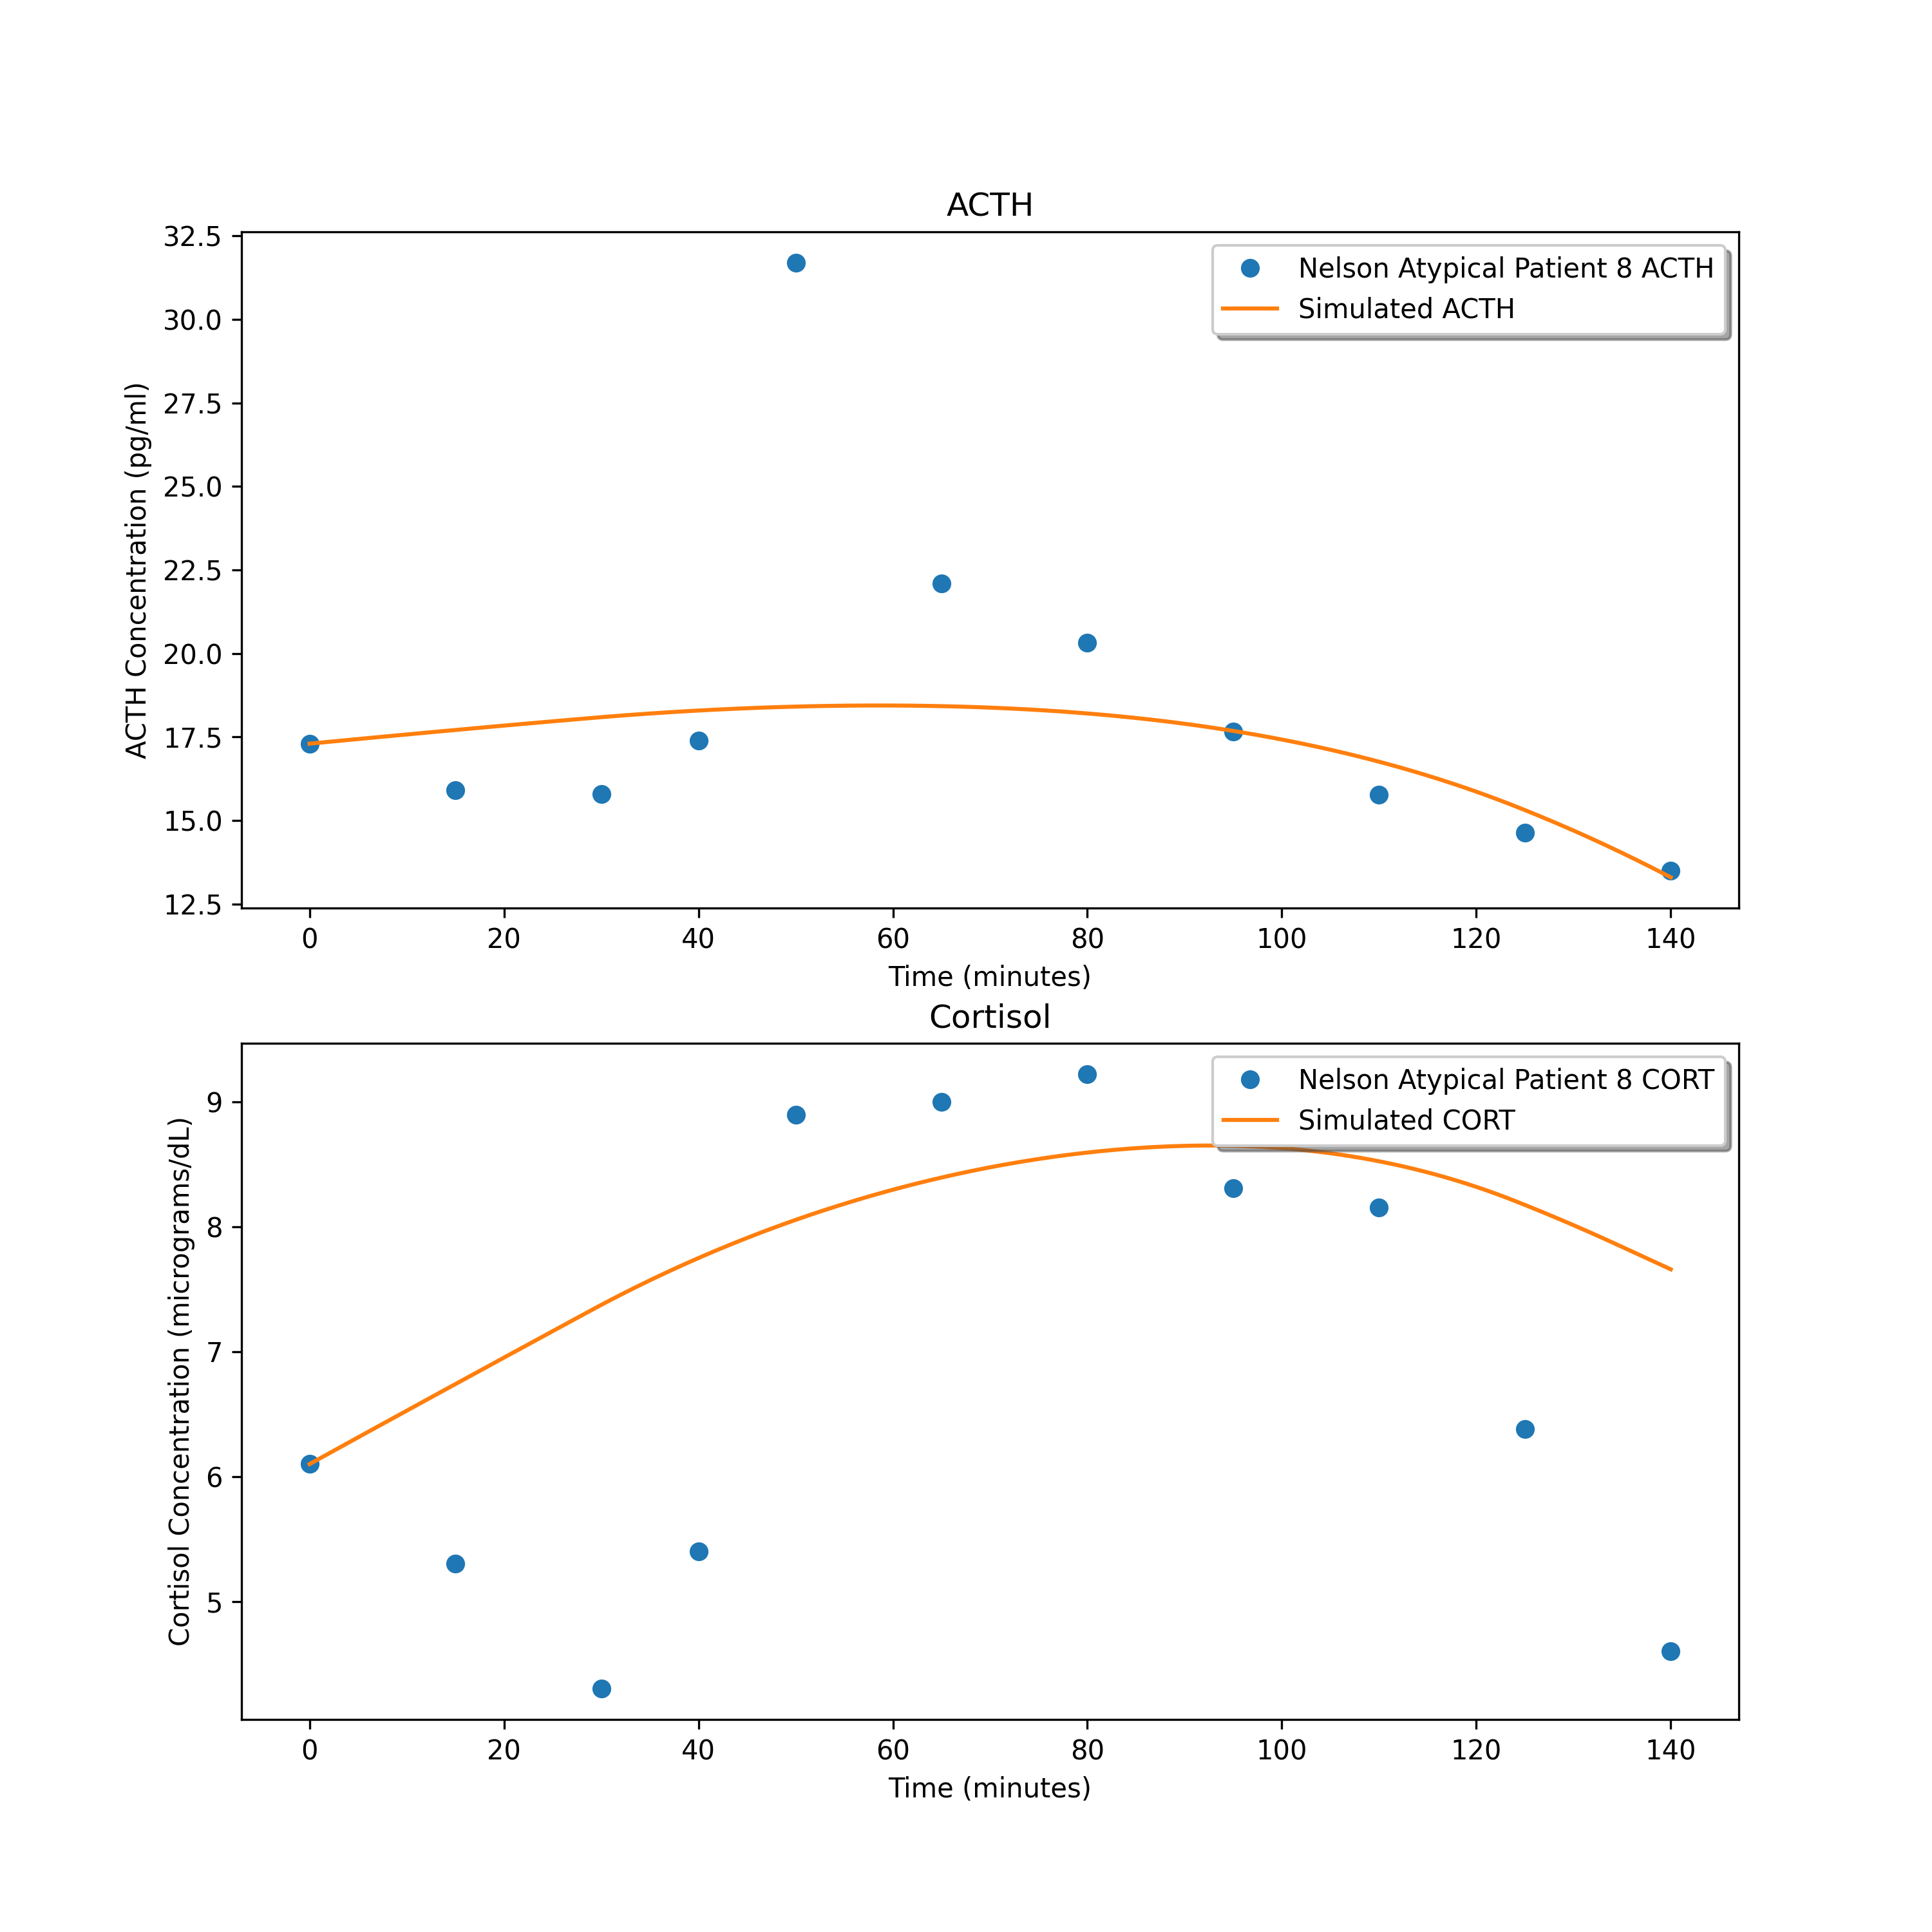 ACTH
32.5
30.0
27.5
25.0
22.5
20.0
17.5
15.0
12.5
ACTH Concentration (pg/ml)
Nelson Atypical Patient 8 ACTH
Simulated ACTH
0 20 40 60 80 100 120 140
Time (minutes)
Cortisol
9
8
7
6
5
Cortisol Concentration (micrograms/dL)
Nelson Atypical Patient 8 CORT
Simulated CORT
0 20 40 60 80 100 120 140
Time (minutes)